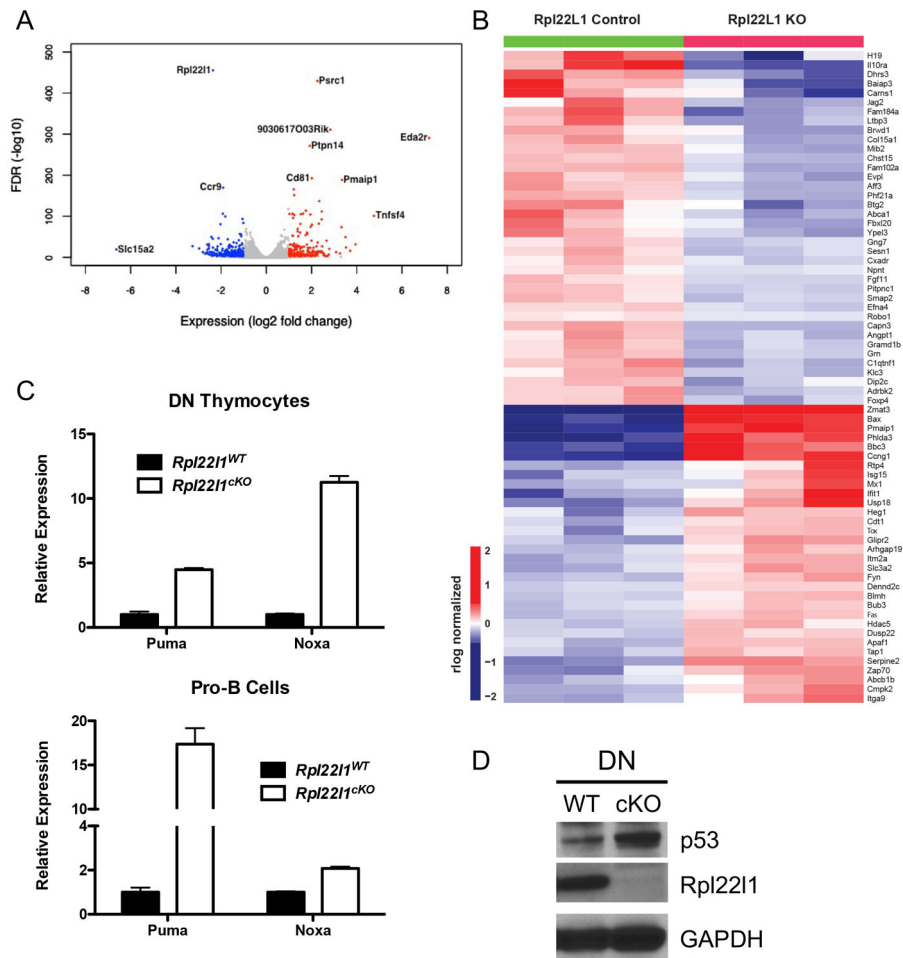 A
FDR (-log10)
500
400
300
200
100
0
Rpl22l1
Psrc1
9030617O03Rik
Eda2r
Ptpn14
Cd81
Pmaip1
Ccr9
Tnfsf4
Slc15a2
-8 -6 -4 -2 0 2 4 6 8
Expression (log2 fold change)
B
Rpl22L1 Control Rpl22L1 KO
H19
Il10ra
Dhrs3
Baiap3
Carns1
Jag2
Fam184a
Ltbp3
Brwd1
Col15a1
Mib2
Chst15
Fam102a
Evpl
Aff3
Phf21a
Btg2
Abca1
Fbxl20
Ypel3
Gng7
Sesn1
Cxadr
Npnt
Fgf11
Pitpnc1
Smap2
Efna4
Robo1
Capn3
Angpt1
Gramd1b
Grn
C1qtnf1
Klc3
Dip2c
Adrbk2
Foxp4
Zmat3
Bax
Pmaip1
Phlda3
Bbc3
Ccng1
Rtp4
Isg15
Mx1
Ifit1
Usp18
Heg1
Cdt1
Tox
Glipr2
Arhgap19
Itm2a
Slc3a2
Fyn
Dennd2c
Blmh
Bub3
Fas
Hdac5
Dusp22
Apaf1
Tap1
Serpine2
Zap70
Abcb1b
Cmpk2
Itga9
rlog normalized
2
1
0
−1
−2
C
DN Thymocytes
Relative Expression
15
10
5
0
Rpl22l1WT
Rpl22l1cKO
Puma Noxa
Pro-B Cells
Relative Expression
20
15
10
4
2
0
Rpl22l1WT
Rpl22l1cKO
Puma Noxa
D
DN
WT cKO
p53
Rpl22l1
GAPDH